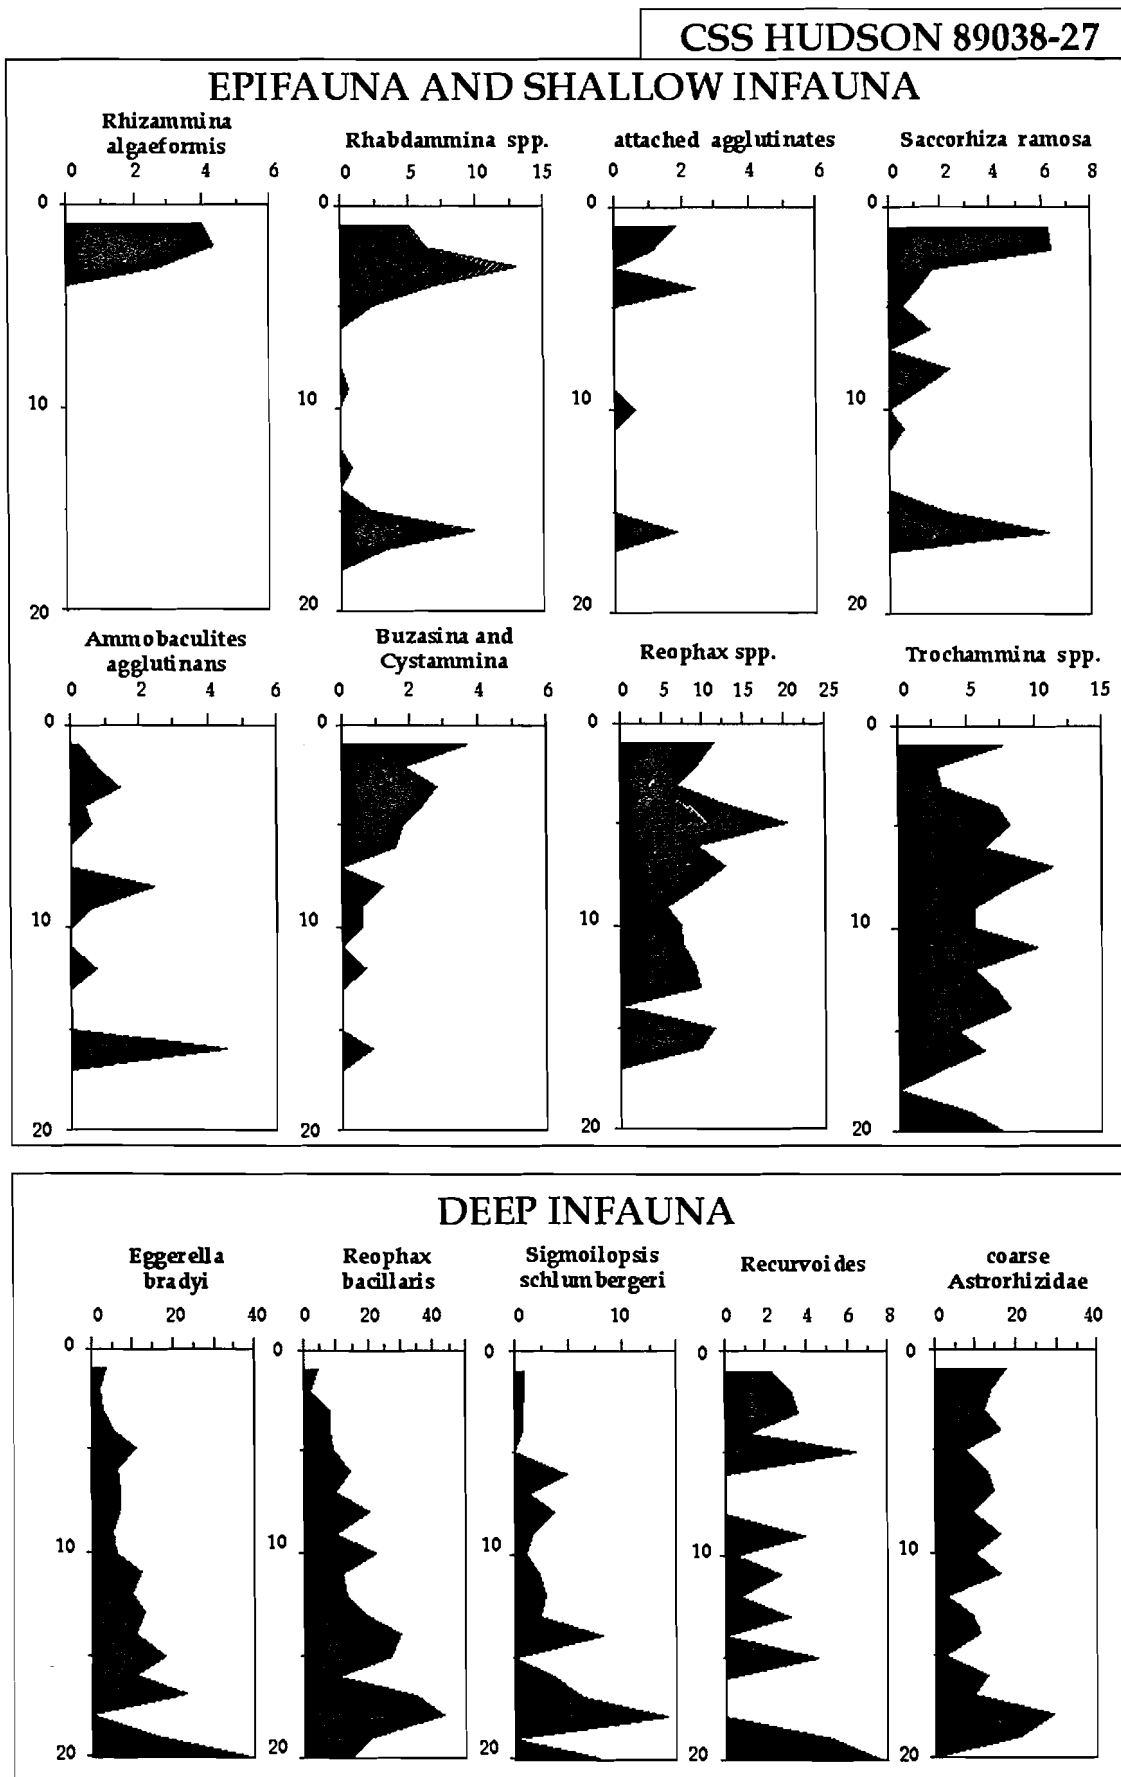 CSS HUDSON 89038-27
EPIFAUNA AND SHALLOW INFAUNA
Rhizammina
algaeformis
0 2 4 6
0
10
20
Rhabdammina spp.
0 5 10 15
0
10
20
attached agglutinates
0 2 4 6
0
10
20
Saccorhiza ramosa
0 2 4 6 8
0
10
20
Ammobaculites
agglutinans
0 2 4 6
0
10
20
Buzasina and
Cystammina
0 2 4 6
0
10
20
Reophax spp.
0 5 10 15 20 25
0
10
20
Trochammina spp.
0 5 10 15
0
10
20
DEEP INFAUNA
Eggerella
bradyi
0 20 40
0
10
20
Reophax
bacillaris
0 20 40
0
10
20
Sigmoilopsis
schlumbergeri
0 10
0
10
20
Recurvoides
0 2 4 6 8
0
10
20
coarse
Astrorhizidae
0 20 40
0
10
20